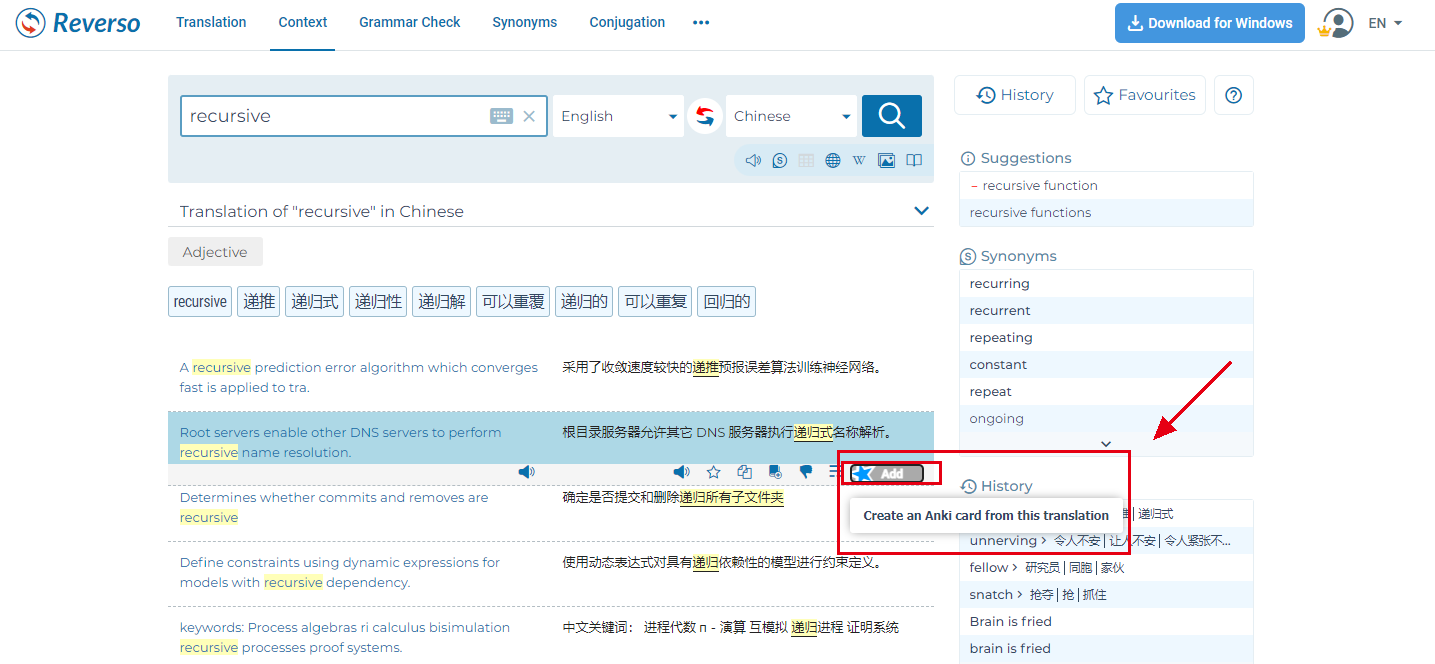 Reverso
Translation
Context
Grammar Check
Synonyms
Conjugation
Download for Windows
EN
recursive
English
Chinese
History
Favourites
Translation of "recursive" in Chinese
Adjective
recursive
递推
递归式
递归性
递归解
可以重覆
递归的
可以重复
回归的
A recursive prediction error algorithm which converges
fast is applied to tra.
采用了收敛速度较快的递推预报误差算法训练神经网络。
Root servers enable other DNS servers to perform
recursive name resolution.
根目录服务器允许其它 DNS 服务器执行递归式名称解析。
Add
Create an Anki card from this translation
Determines whether commits and removes are
recursive
确定是否提交和删除递归所有子文件夹
Define constraints using dynamic expressions for
models with recursive dependency.
使用动态表达式对具有递归依赖性的模型进行约束定义。
keywords: Process algebras ri calculus bisimulation
recursive processes proof systems.
中文关键词： 进程代数 π - 演算 互模拟 递归进程 证明系统
Suggestions
- recursive function
recursive functions
Synonyms
recurring
recurrent
repeating
constant
repeat
ongoing
History
| 递归式
unnerving > 令人不安 | 让人不安 | 令人紧张不...
fellow > 研究员 | 同胞 | 家伙
snatch > 抢夺 | 抢 | 抓住
Brain is fried
brain is fried